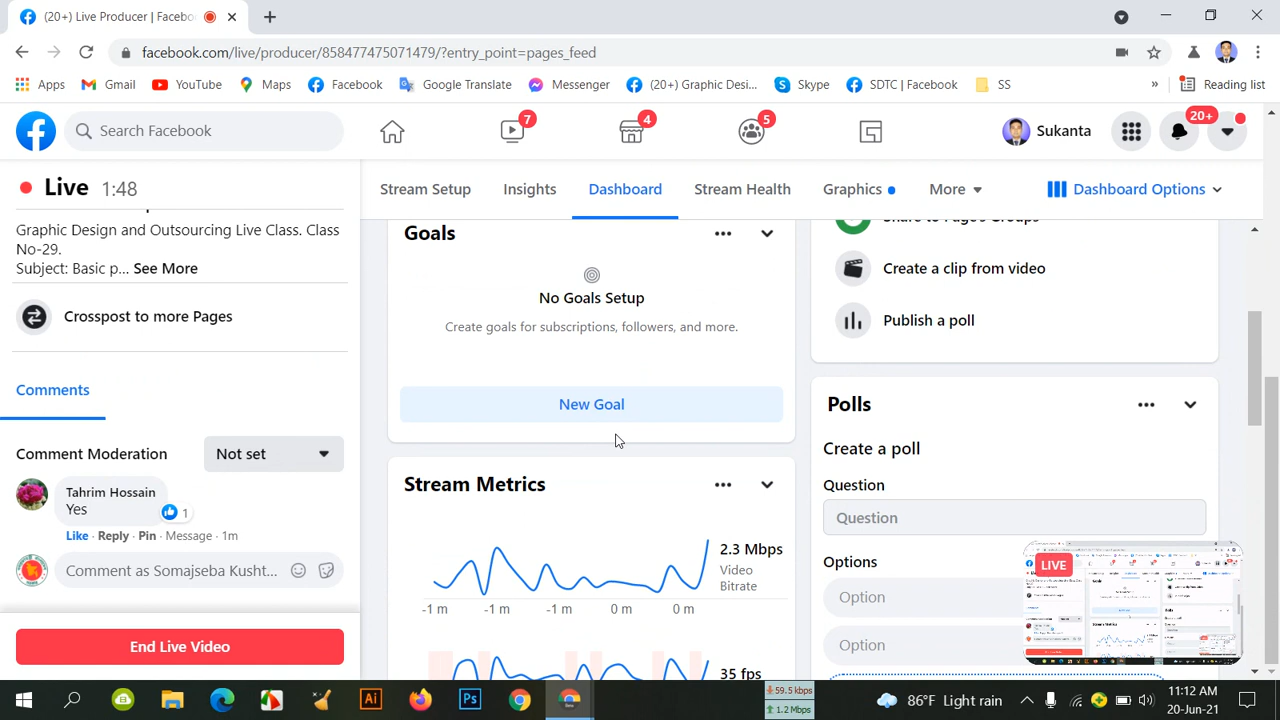 (20+) Live Producer | Facebo
facebook.com/live/producer/858477475071479/?entry_point=pages_feed
Apps
Gmail
YouTube
Maps
Facebook
Google Translate
Messenger
(20+) Graphic Desi...
Skype
SDTC | Facebook
SS
»
Reading list
Search Facebook
7
4
5
Sukanta
20+
Live 1:48
Stream Setup
Insights
Dashboard
Stream Health
Graphics
More
Dashboard Options
Graphic Design and Outsourcing Live Class. Class
No-29.
Subject: Basic p... See More
Crosspost to more Pages
Comments
Comment Moderation
Not set
Tahrim Hossain
Yes
1
Like · Reply · Pin · Message · 1m
Comment as Somajseba Kusht...
End Live Video
Goals
No Goals Setup
Create goals for subscriptions, followers, and more.
New Goal
Stream Metrics
2.3 Mbps
Video
Bitrate
-1 m
-1 m
-1 m
0 m
0 m
35 fps
Share to Page's Groups
Create a clip from video
Publish a poll
Polls
Create a poll
Question
Question
Options
Option
Option
LIVE
Ai
Ps
59.5 kbps
1.2 Mbps
86°F Light rain
11:12 AM
20-Jun-21